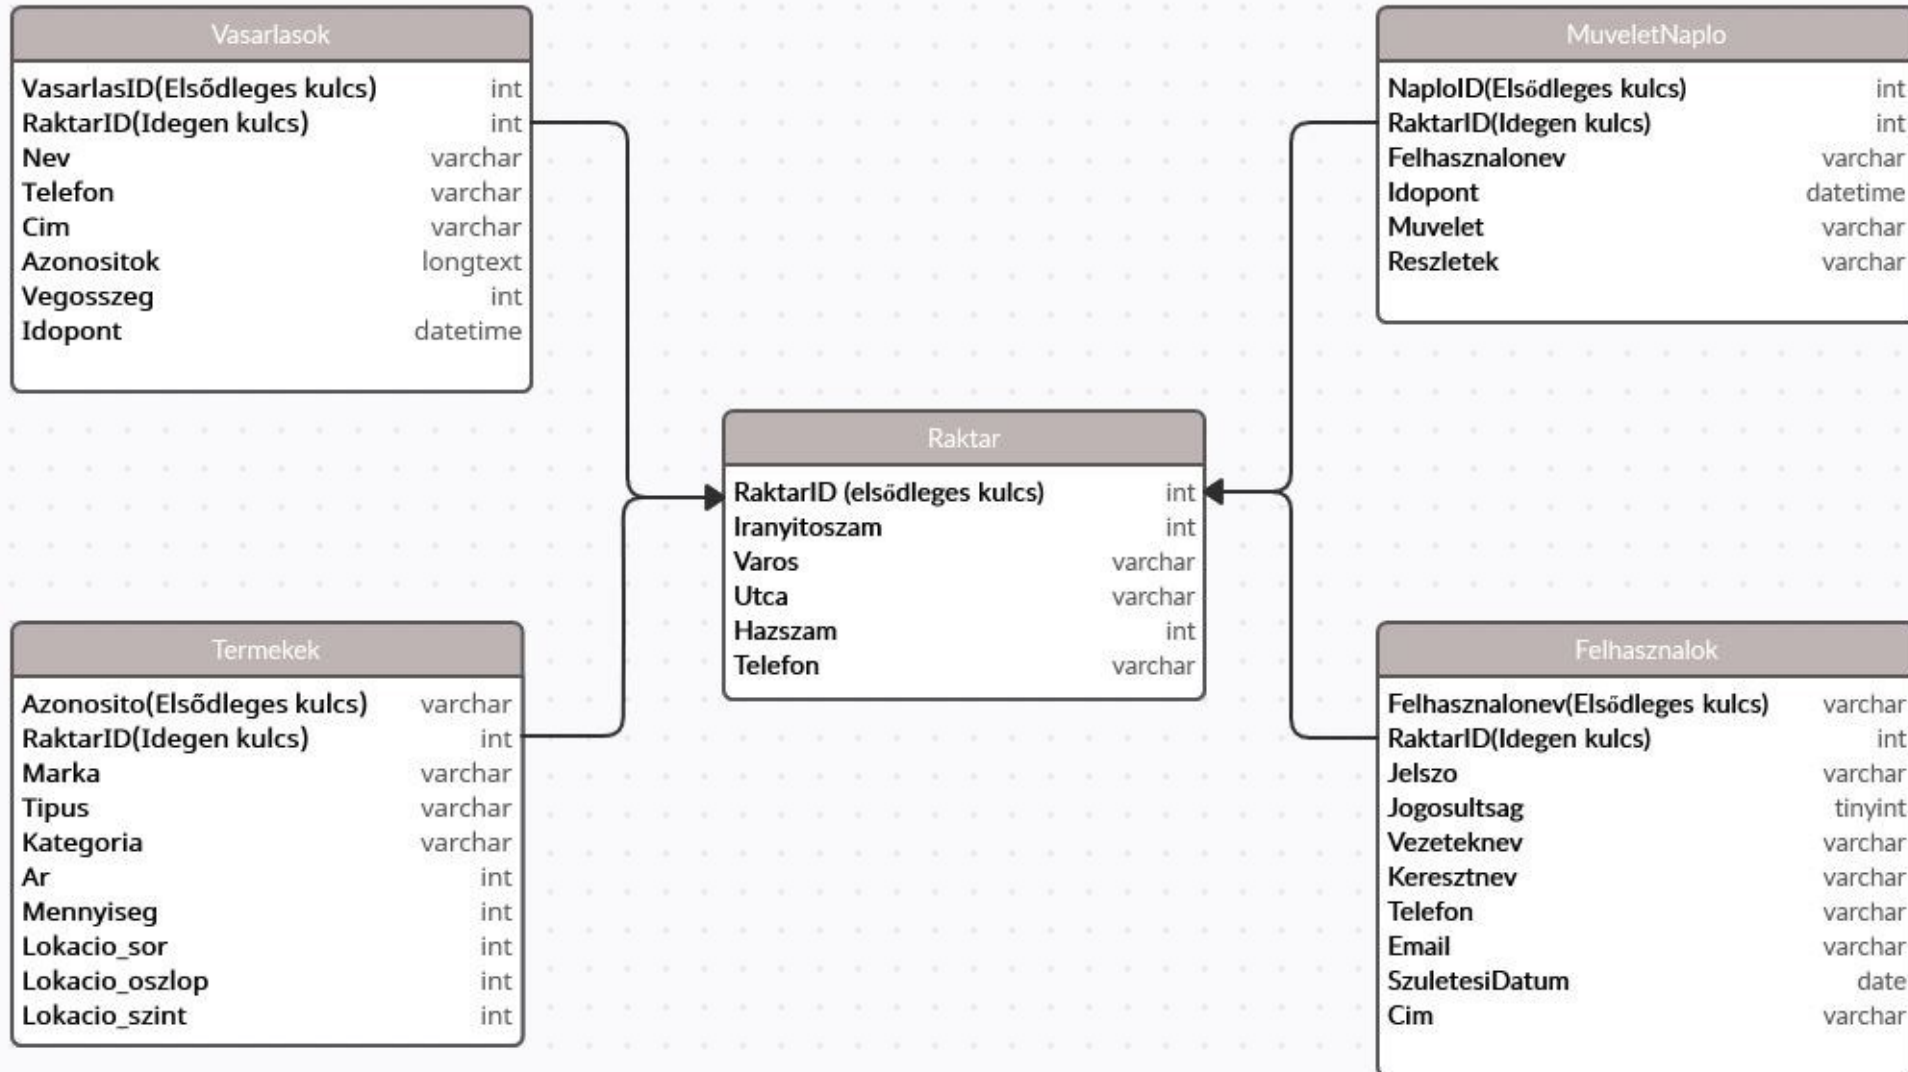 Vasarlasok
VasarlasID(Elsődleges kulcs) int
RaktarID(Idegen kulcs) int
Nev varchar
Telefon varchar
Cim varchar
Azonositok longtext
Vegosszeg int
Idopont datetime
MuveletNaplo
NaploID(Elsődleges kulcs) int
RaktarID(Idegen kulcs) int
Felhasznalonev varchar
Idopont datetime
Muvelet varchar
Reszletek varchar
Raktar
RaktarID (elsődleges kulcs) int
Iranyitoszam int
Varos varchar
Utca varchar
Hazszam int
Telefon varchar
Termekek
Azonosito(Elsődleges kulcs) varchar
RaktarID(Idegen kulcs) int
Marka varchar
Tipus varchar
Kategoria varchar
Ar int
Mennyiseg int
Lokacio_sor int
Lokacio_oszlop int
Lokacio_szint int
Felhasznalok
Felhasznalonev(Elsődleges kulcs) varchar
RaktarID(Idegen kulcs) int
Jelszo varchar
Jogosultsag tinyint
Vezeteknev varchar
Keresztnev varchar
Telefon varchar
Email varchar
SzuletesiDatum date
Cim varchar